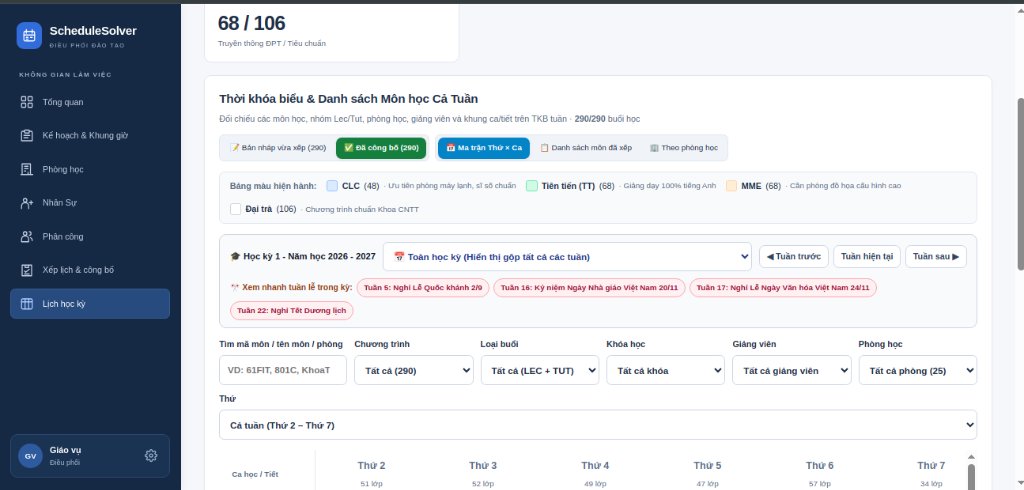 ScheduleSolver
ĐIỀU PHỐI ĐÀO TẠO
KHÔNG GIAN LÀM VIỆC
Tổng quan
Kế hoạch & Khung giờ
Phòng học
Nhân Sự
Phân công
Xếp lịch & công bố
Lịch học kỳ
GV
Giáo vụ
Điều phối
68 / 106
Truyền thông ĐPT / Tiêu chuẩn
Thời khóa biểu & Danh sách Môn học Cả Tuần
Đối chiếu các môn học, nhóm Lec/Tut, phòng học, giảng viên và khung ca/tiết trên TKB tuần · 290/290 buổi học
Bản nháp vừa xếp (290)
Đã công bố (290)
Ma trận Thứ × Ca
Danh sách môn đã xếp
Theo phòng học
Bảng màu hiện hành: CLC (48) · Ưu tiên phòng máy lạnh, sĩ số chuẩn Tiên tiến (TT) (68) · Giảng dạy 100% tiếng Anh MME (68) · Cần phòng đồ họa cấu hình cao
Đại trà (106) · Chương trình chuẩn Khoa CNTT
Học kỳ 1 - Năm học 2026 - 2027
Toàn học kỳ (Hiển thị gộp tất cả các tuần)
◀ Tuần trước
Tuần hiện tại
Tuần sau ▶
Xem nhanh tuần lễ trong kỳ: Tuần 5: Nghỉ Lễ Quốc khánh 2/9 Tuần 16: Kỷ niệm Ngày Nhà giáo Việt Nam 20/11 Tuần 17: Nghỉ Lễ Ngày Văn hóa Việt Nam 24/11
Tuần 22: Nghỉ Tết Dương lịch
Tìm mã môn / tên môn / phòng Chương trình Loại buổi Khóa học Giảng viên Phòng học
VD: 61FIT, 801C, KhoaT Tất cả (290) Tất cả (LEC + TUT) Tất cả khóa Tất cả giảng viên Tất cả phòng (25)
Thứ
Cả tuần (Thứ 2 – Thứ 7)
Ca học / Tiết Thứ 2 Thứ 3 Thứ 4 Thứ 5 Thứ 6 Thứ 7
51 lớp 52 lớp 49 lớp 47 lớp 57 lớp 34 lớp